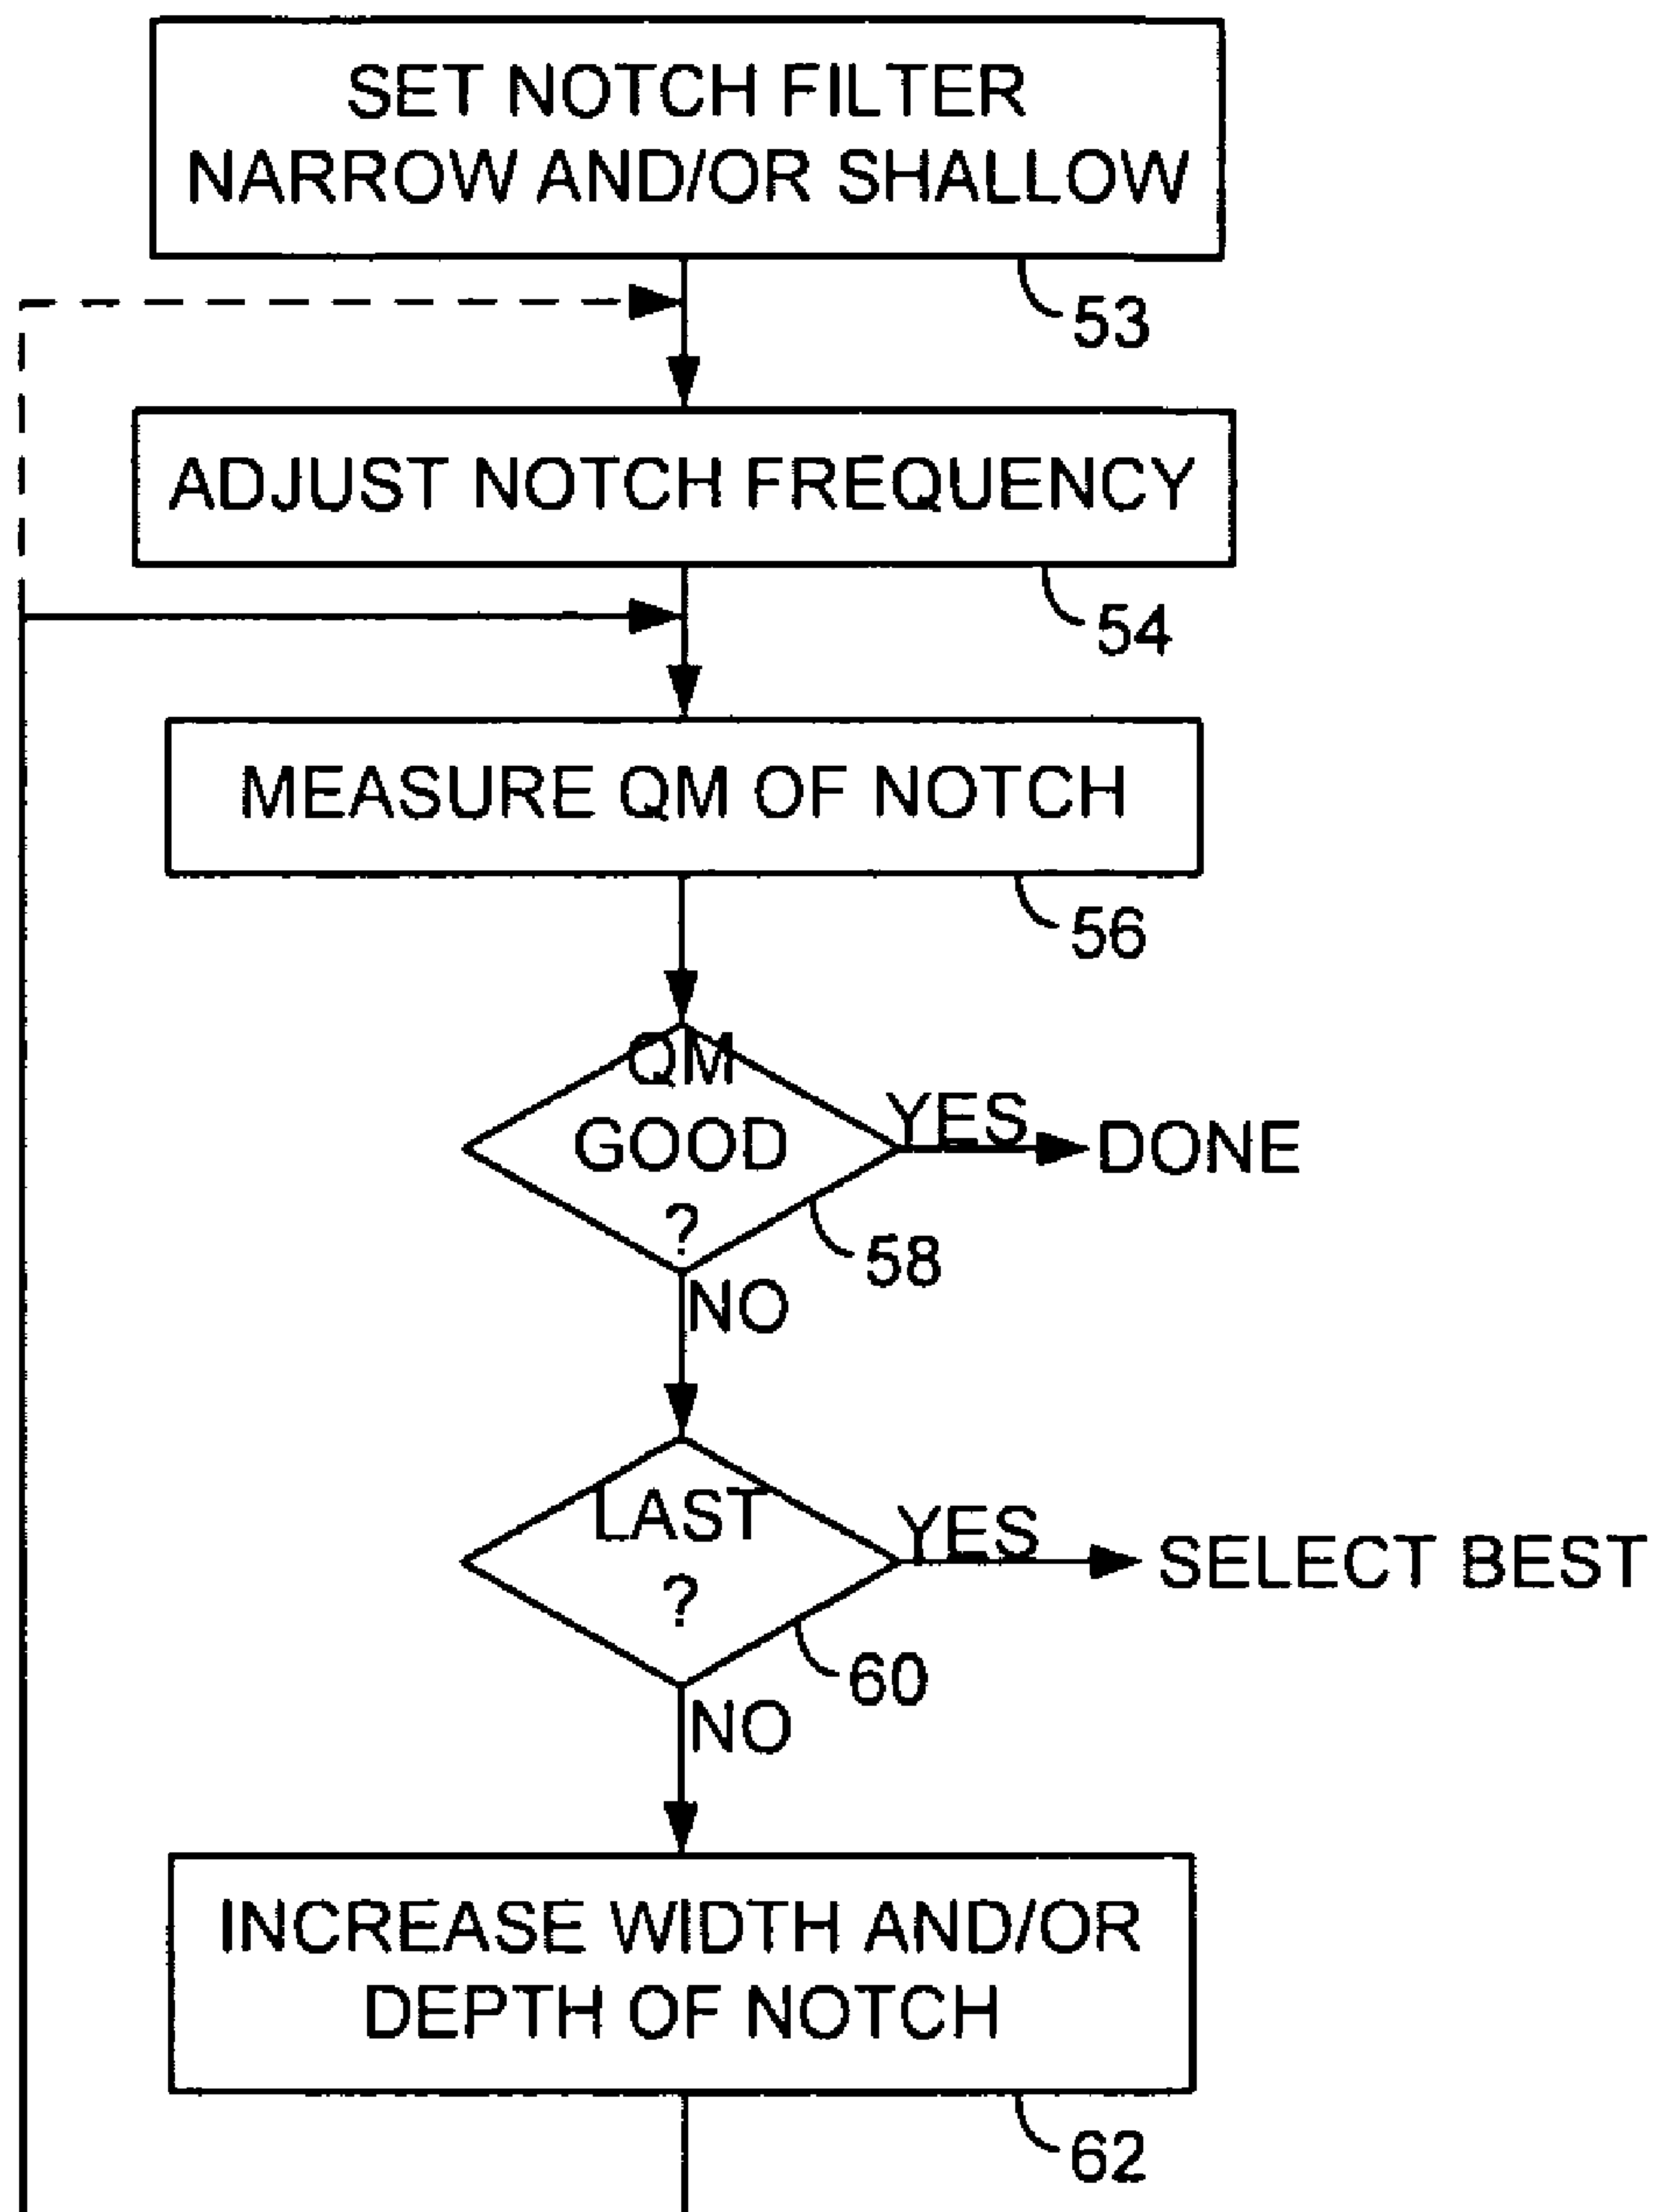 SET NOTCH FILTER
NARROW AND/OR SHALLOW
53
ADJUST NOTCH FREQUENCY
54
MEASURE QM OF NOTCH
56
QM
GOOD
?
YES
DONE
58
NO
LAST
?
YES
SELECT BEST
60
NO
INCREASE WIDTH AND/OR
DEPTH OF NOTCH
62